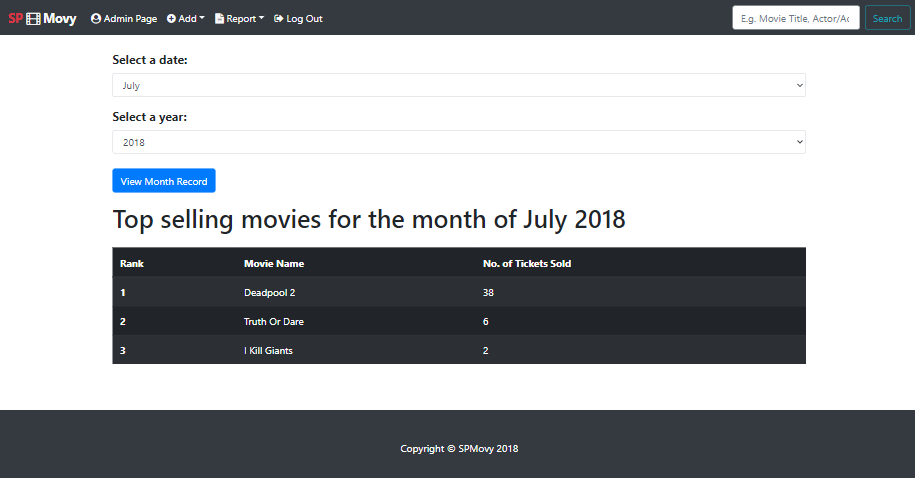 SP Movy Admin Page Add Report Log Out E.g. Movie Title, Actor/Ac Search
Select a date:
July
Select a year:
2018
View Month Record
Top selling movies for the month of July 2018
Rank Movie Name No. of Tickets Sold
1 Deadpool 2 38
2 Truth Or Dare 6
3 I Kill Giants 2
Copyright © SPMovy 2018